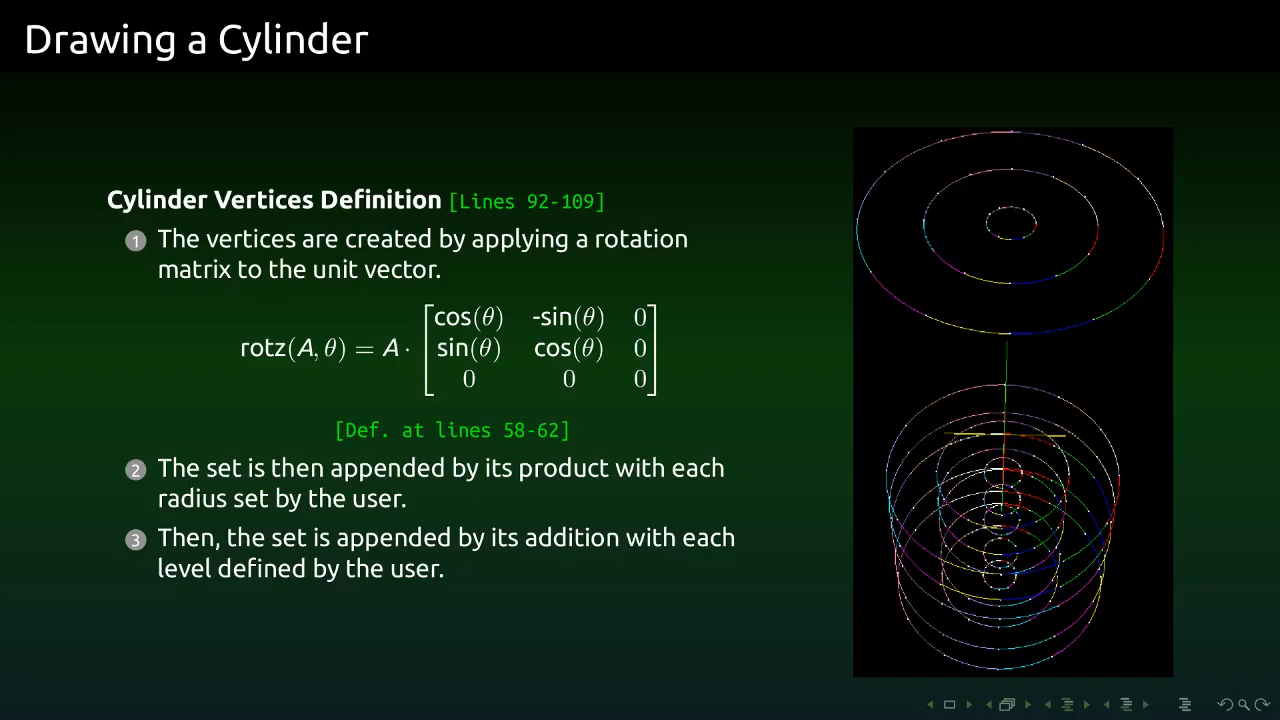 Drawing a Cylinder
Cylinder Vertices Definition [Lines 92-109]
1 The vertices are created by applying a rotation
matrix to the unit vector.
cos(θ) -sin(θ) 0
rotz(A, θ) = A · sin(θ) cos(θ) 0
0 0 0
[Def. at lines 58-62]
2 The set is then appended by its product with each
radius set by the user.
3 Then, the set is appended by its addition with each
level defined by the user.